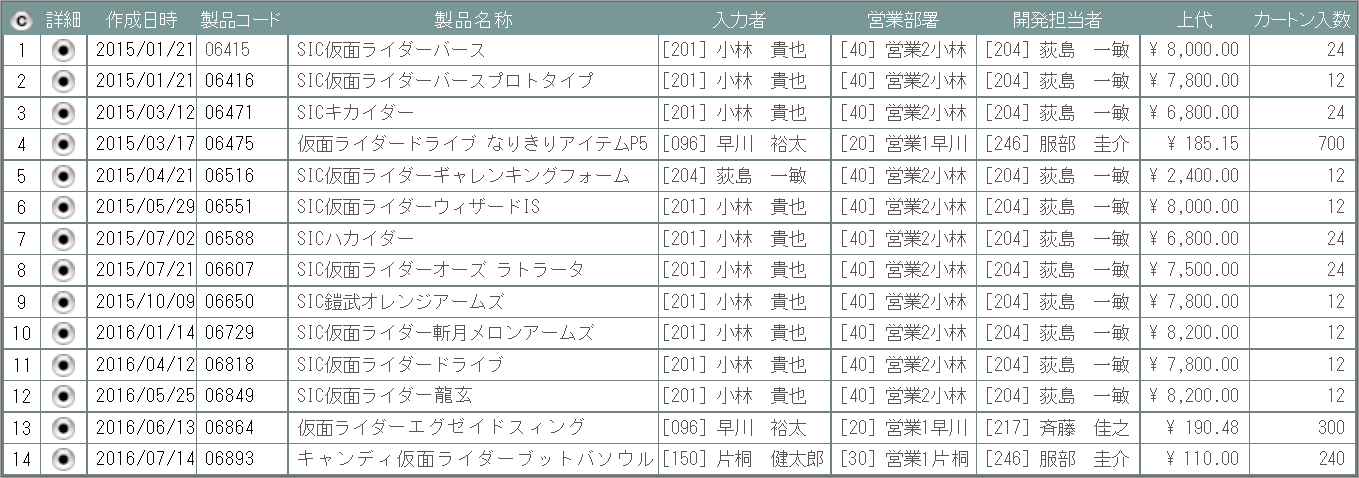 C 詳細 作成日時 製品コード 製品名称 入力者 営業部署 開発担当者 上代 カートン入数
1 2015/01/21 06415 SIC仮面ライダーバース [201] 小林 貴也 [40] 営業2小林 [204] 荻島 一敏 ¥ 8,000.00 24
2 2015/01/21 06416 SIC仮面ライダーバースプロトタイプ [201] 小林 貴也 [40] 営業2小林 [204] 荻島 一敏 ¥ 7,800.00 12
3 2015/03/12 06471 SICキカイダー [201] 小林 貴也 [40] 営業2小林 [204] 荻島 一敏 ¥ 6,800.00 24
4 2015/03/17 06475 仮面ライダードライブ なりきりアイテムP5 [096] 早川 裕太 [20] 営業1早川 [246] 服部 圭介 ¥ 185.15 700
5 2015/04/21 06516 SIC仮面ライダーギャレンキングフォーム [204] 荻島 一敏 [40] 営業2小林 [204] 荻島 一敏 ¥ 2,400.00 12
6 2015/05/29 06551 SIC仮面ライダーウィザードIS [201] 小林 貴也 [40] 営業2小林 [204] 荻島 一敏 ¥ 8,000.00 12
7 2015/07/02 06588 SICハカイダー [201] 小林 貴也 [40] 営業2小林 [204] 荻島 一敏 ¥ 6,800.00 24
8 2015/07/21 06607 SIC仮面ライダーオーズ ラトラータ [201] 小林 貴也 [40] 営業2小林 [204] 荻島 一敏 ¥ 7,500.00 24
9 2015/10/09 06650 SIC鎧武オレンジアームズ [201] 小林 貴也 [40] 営業2小林 [204] 荻島 一敏 ¥ 7,800.00 12
10 2016/01/14 06729 SIC仮面ライダー斬月メロンアームズ [201] 小林 貴也 [40] 営業2小林 [204] 荻島 一敏 ¥ 8,200.00 12
11 2016/04/12 06818 SIC仮面ライダードライブ [201] 小林 貴也 [40] 営業2小林 [204] 荻島 一敏 ¥ 7,800.00 12
12 2016/05/25 06849 SIC仮面ライダー龍玄 [201] 小林 貴也 [40] 営業2小林 [204] 荻島 一敏 ¥ 8,200.00 12
13 2016/06/13 06864 仮面ライダーエグゼイドスィング [096] 早川 裕太 [20] 営業1早川 [217] 斉藤 佳之 ¥ 190.48 300
14 2016/07/14 06893 キャンディ仮面ライダーブットバソウル [150] 片桐 健太郎 [30] 営業1片桐 [246] 服部 圭介 ¥ 110.00 240